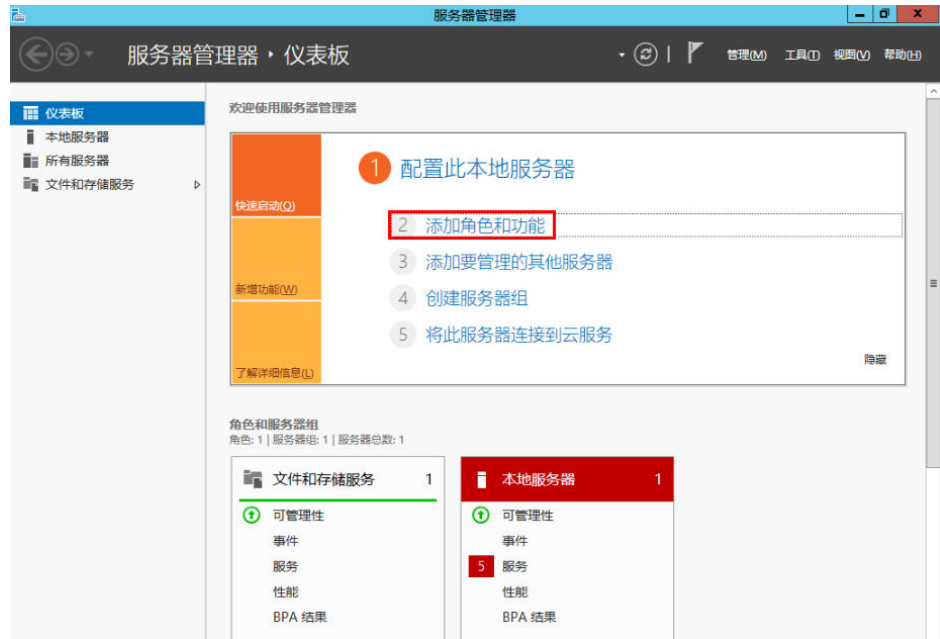 服务器管理器
服务器管理器 · 仪表板
管理(M) 工具(T) 视图(V) 帮助(H)
仪表板
本地服务器
所有服务器
文件和存储服务
欢迎使用服务器管理器
快速启动(Q)
新增功能(W)
了解详细信息(L)
1 配置此本地服务器
2 添加角色和功能
3 添加要管理的其他服务器
4 创建服务器组
5 将此服务器连接到云服务
隐藏
角色和服务器组
角色: 1 | 服务器组: 1 | 服务器总数: 1
文件和存储服务 1
可管理性
事件
服务
性能
BPA 结果
本地服务器 1
可管理性
事件
5 服务
性能
BPA 结果